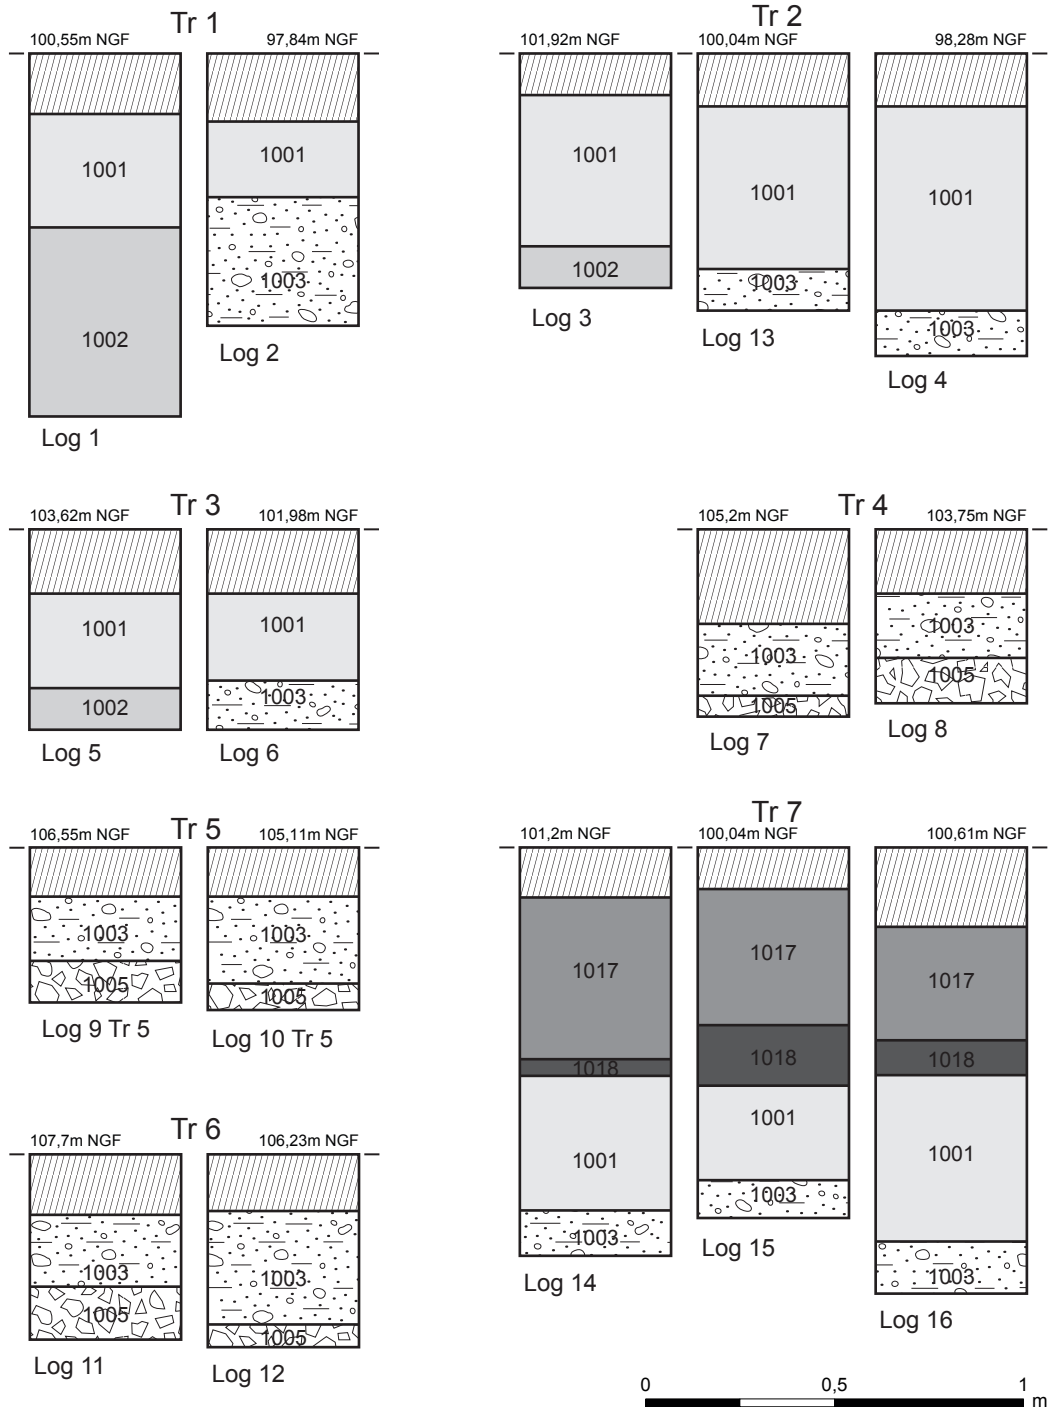 Tr 1
100,55m NGF
97,84m NGF
1001
1002
Log 1
1001
1003
Log 2
Tr 2
101,92m NGF
100,04m NGF
98,28m NGF
1001
1002
Log 3
1001
1003
Log 13
1001
1003
Log 4
Tr 3
103,62m NGF
101,98m NGF
1001
1002
Log 5
1001
1003
Log 6
Tr 4
105,2m NGF
103,75m NGF
1003
1005
Log 7
1003
1005
Log 8
Tr 5
106,55m NGF
105,11m NGF
1003
1005
Log 9 Tr 5
1003
1005
Log 10 Tr 5
Tr 7
101,2m NGF
100,04m NGF
100,61m NGF
1017
1018
1001
1003
Log 14
1017
1018
1001
1003
Log 15
1017
1018
1001
1003
Log 16
Tr 6
107,7m NGF
106,23m NGF
1003
1005
Log 11
1003
1005
Log 12
0 0,5 1
m